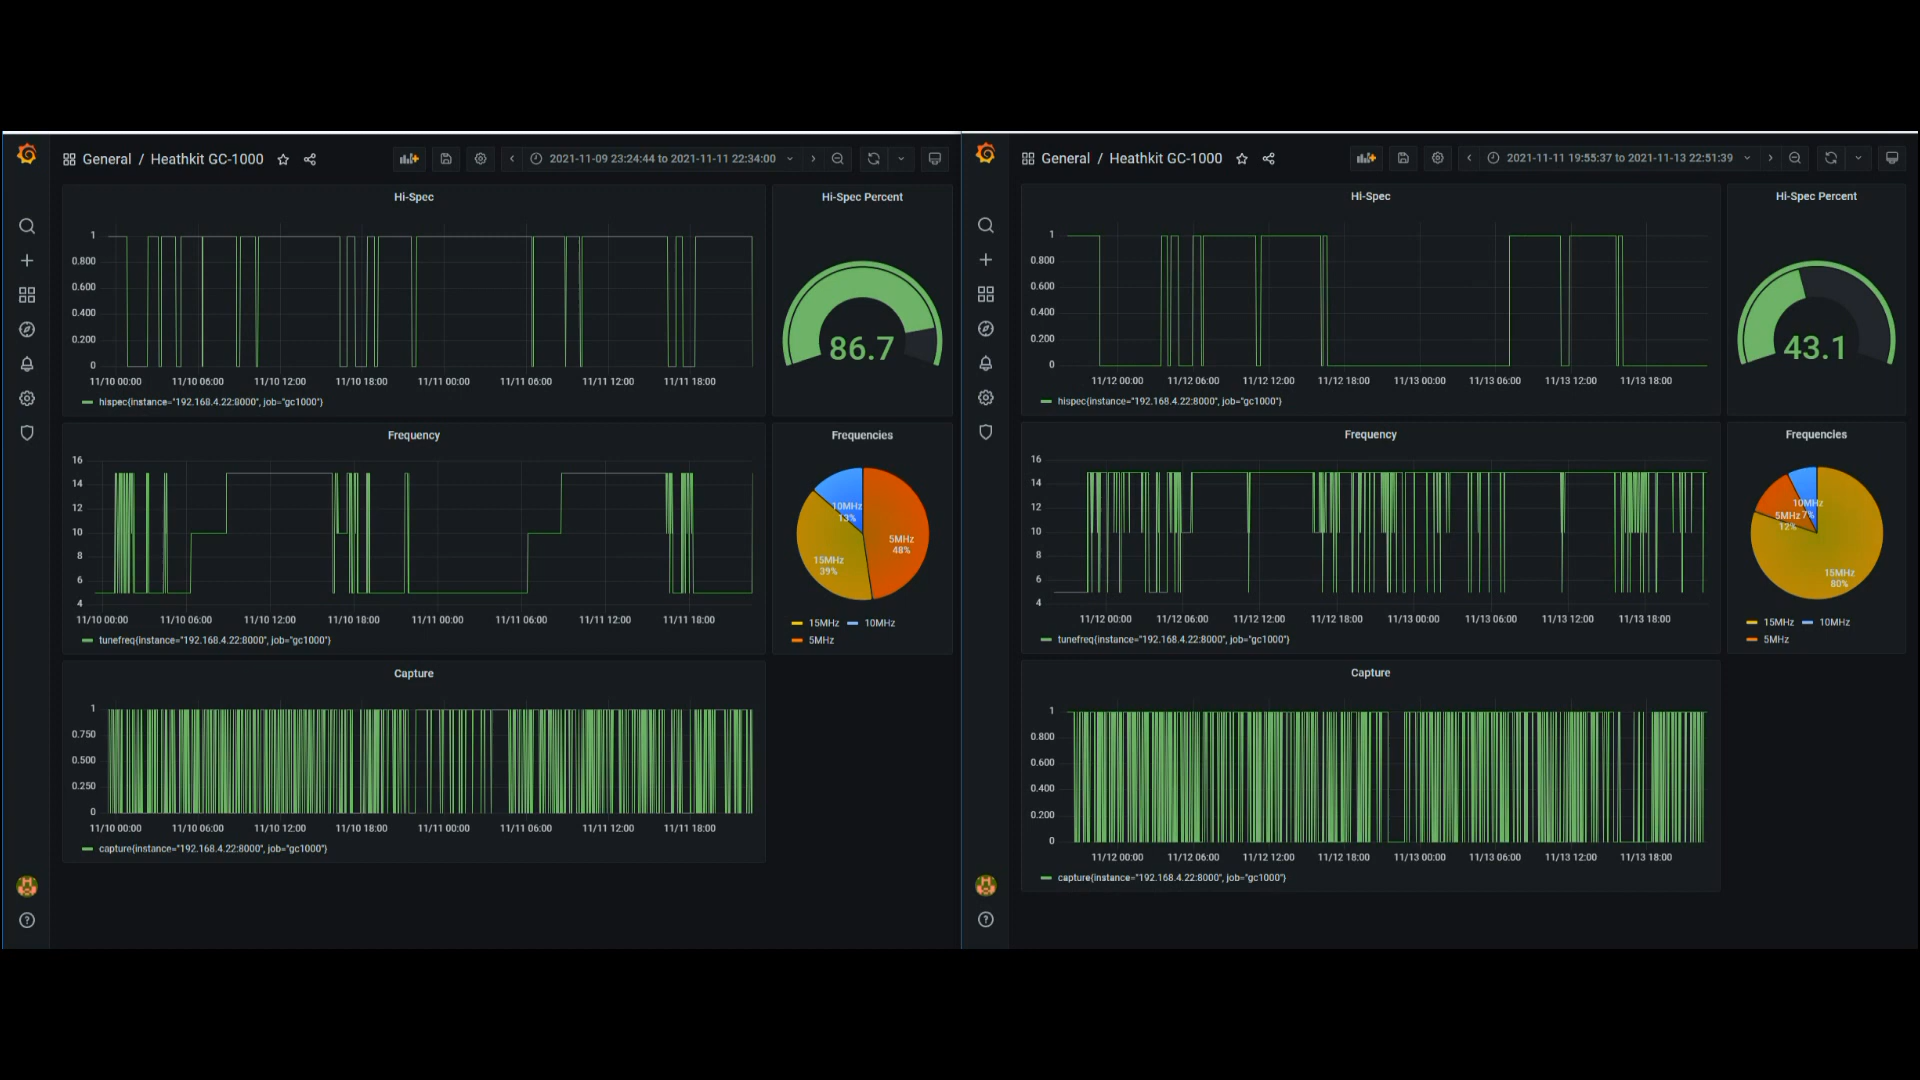 General / Heathkit GC-1000
2021-11-09 23:24:44 to 2021-11-11 22:34:00
Hi-Spec
1
0.800
0.600
0.400
0.200
0
11/10 00:00 11/10 06:00 11/10 12:00 11/10 18:00 11/11 00:00 11/11 06:00 11/11 12:00 11/11 18:00
hispec{instance="192.168.4.22:8000", job="gc1000"}
Hi-Spec Percent
86.7
Frequency
16
14
12
10
8
6
4
11/10 00:00 11/10 06:00 11/10 12:00 11/10 18:00 11/11 00:00 11/11 06:00 11/11 12:00 11/11 18:00
tunefreq{instance="192.168.4.22:8000", job="gc1000"}
Frequencies
10MHz
13%
5MHz
48%
15MHz
39%
15MHz 10MHz
5MHz
Capture
1
0.750
0.500
0.250
0
11/10 00:00 11/10 06:00 11/10 12:00 11/10 18:00 11/11 00:00 11/11 06:00 11/11 12:00 11/11 18:00
capture{instance="192.168.4.22:8000", job="gc1000"}
General / Heathkit GC-1000
2021-11-11 19:55:37 to 2021-11-13 22:51:39
Hi-Spec
1
0.800
0.600
0.400
0.200
0
11/12 00:00 11/12 06:00 11/12 12:00 11/12 18:00 11/13 00:00 11/13 06:00 11/13 12:00 11/13 18:00
hispec{instance="192.168.4.22:8000", job="gc1000"}
Hi-Spec Percent
43.1
Frequency
16
14
12
10
8
6
4
11/12 00:00 11/12 06:00 11/12 12:00 11/12 18:00 11/13 00:00 11/13 06:00 11/13 12:00 11/13 18:00
tunefreq{instance="192.168.4.22:8000", job="gc1000"}
Frequencies
10MHz
7%
5MHz
12%
15MHz
80%
15MHz 10MHz
5MHz
Capture
1
0.800
0.600
0.400
0.200
0
11/12 00:00 11/12 06:00 11/12 12:00 11/12 18:00 11/13 00:00 11/13 06:00 11/13 12:00 11/13 18:00
capture{instance="192.168.4.22:8000", job="gc1000"}